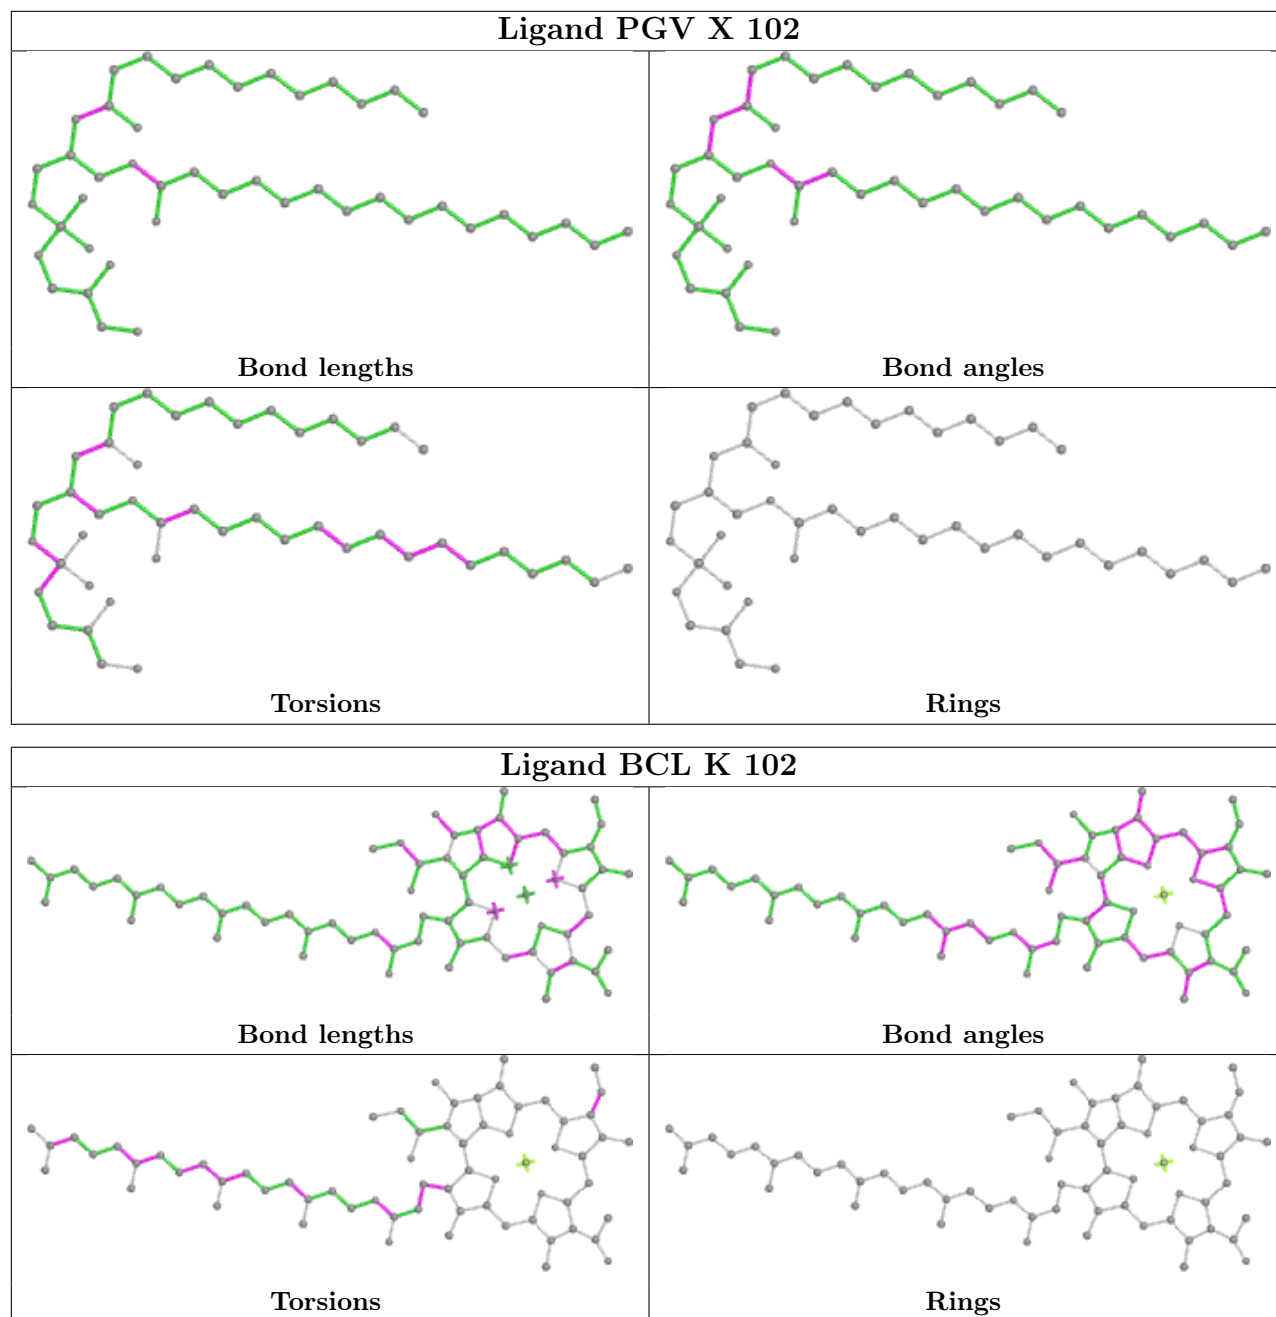 Ligand PGV X 102
Bond lengths
Bond angles
Torsions
Rings
Ligand BCL K 102
Bond lengths
Bond angles
Torsions
Rings